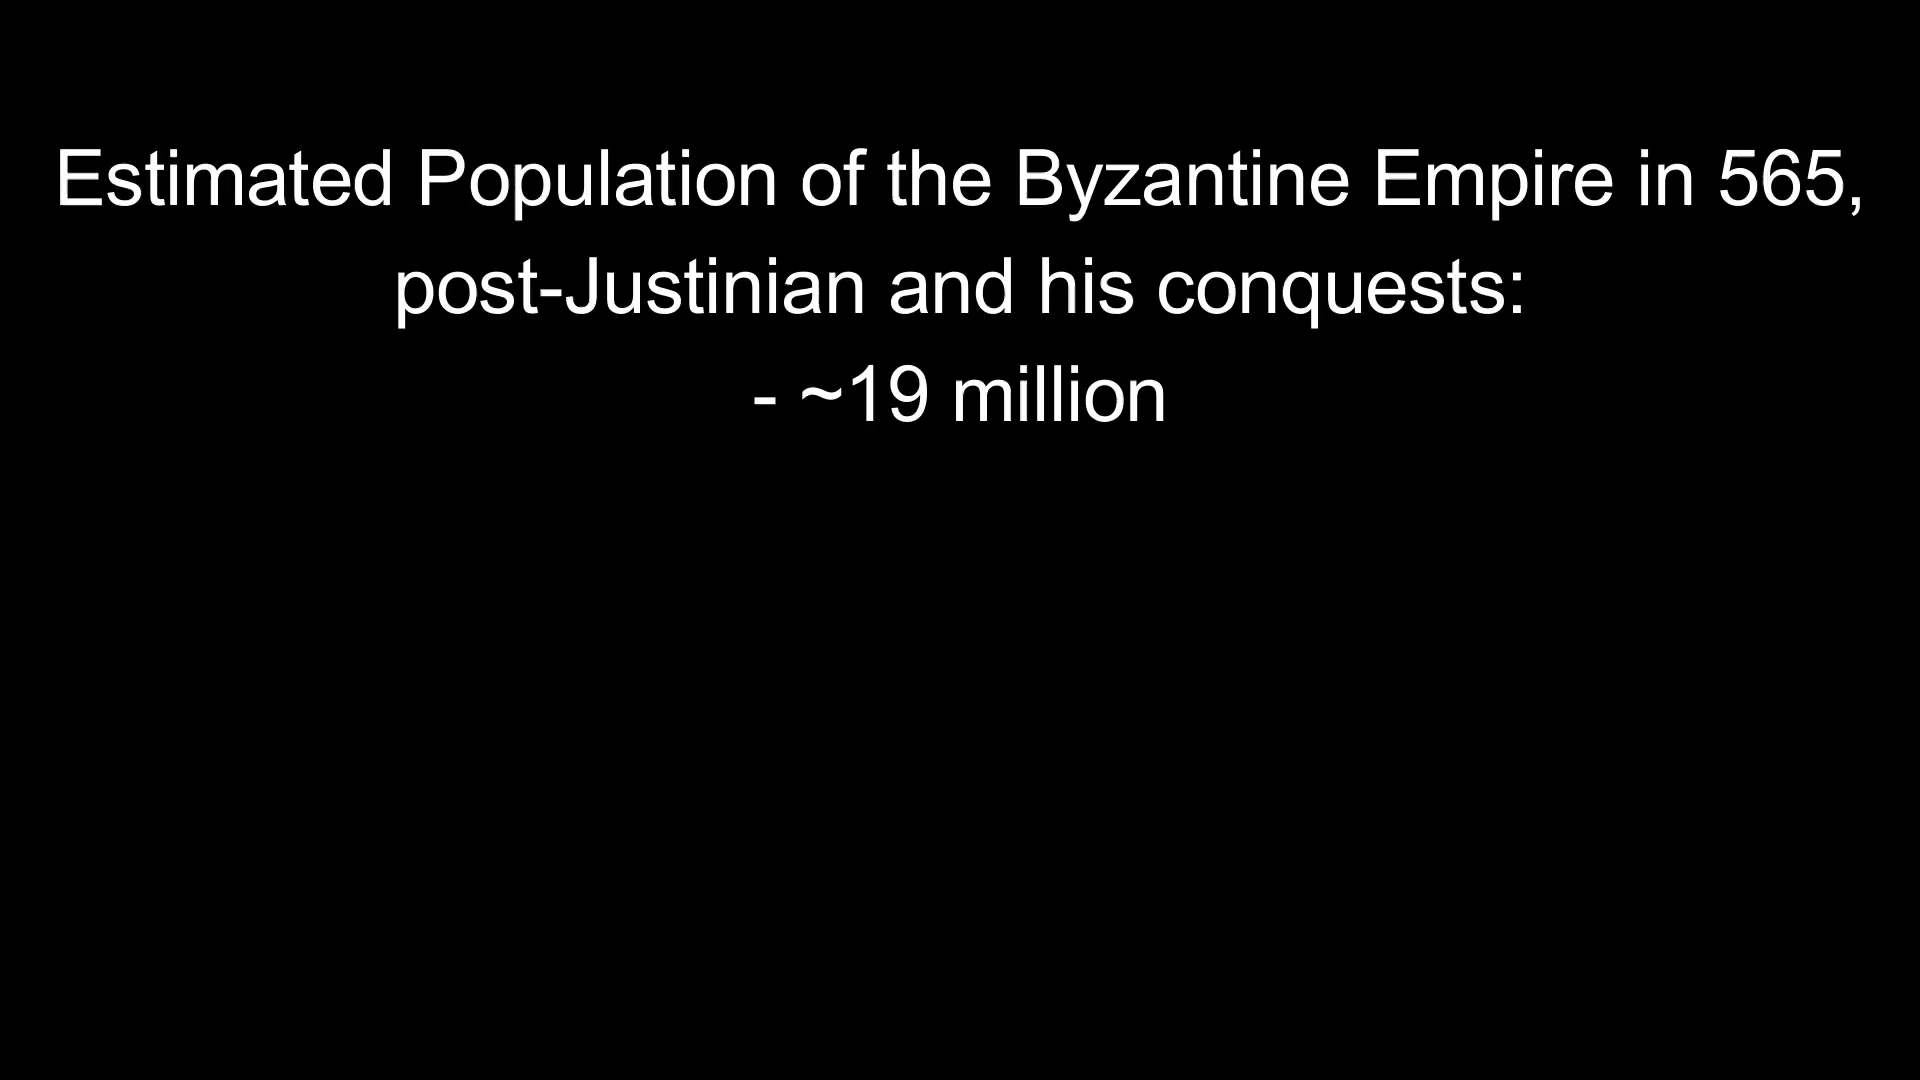 Estimated Population of the Byzantine Empire in 565,
post-Justinian and his conquests:
- ~19 million